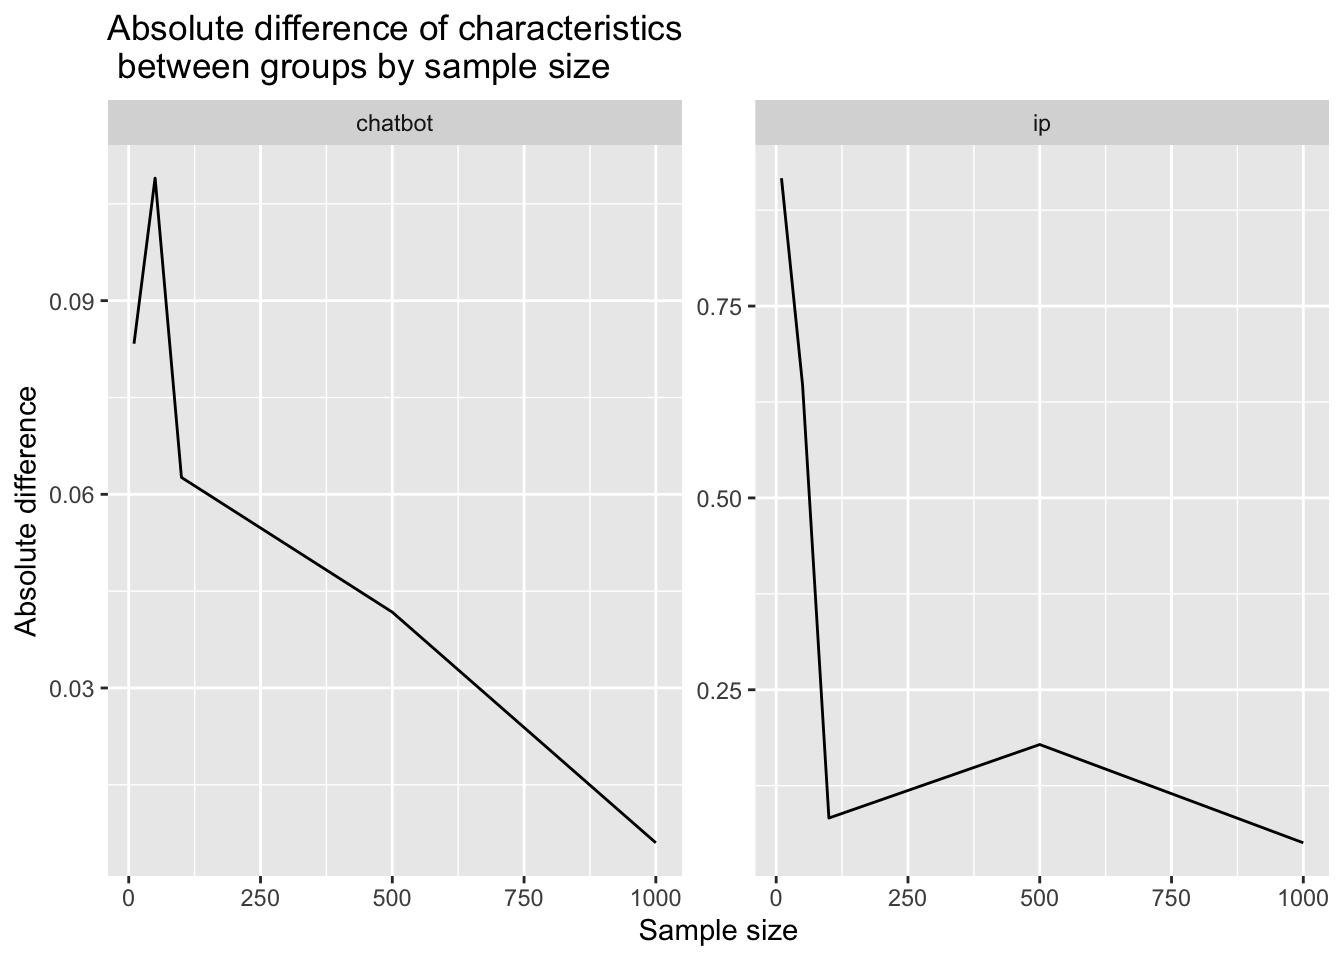 Absolute difference of characteristics
between groups by sample size
chatbot
ip
Absolute difference
0.09
0.06
0.03
0.75
0.50
0.25
0 250 500 750 1000
0 250 500 750 1000
Sample size